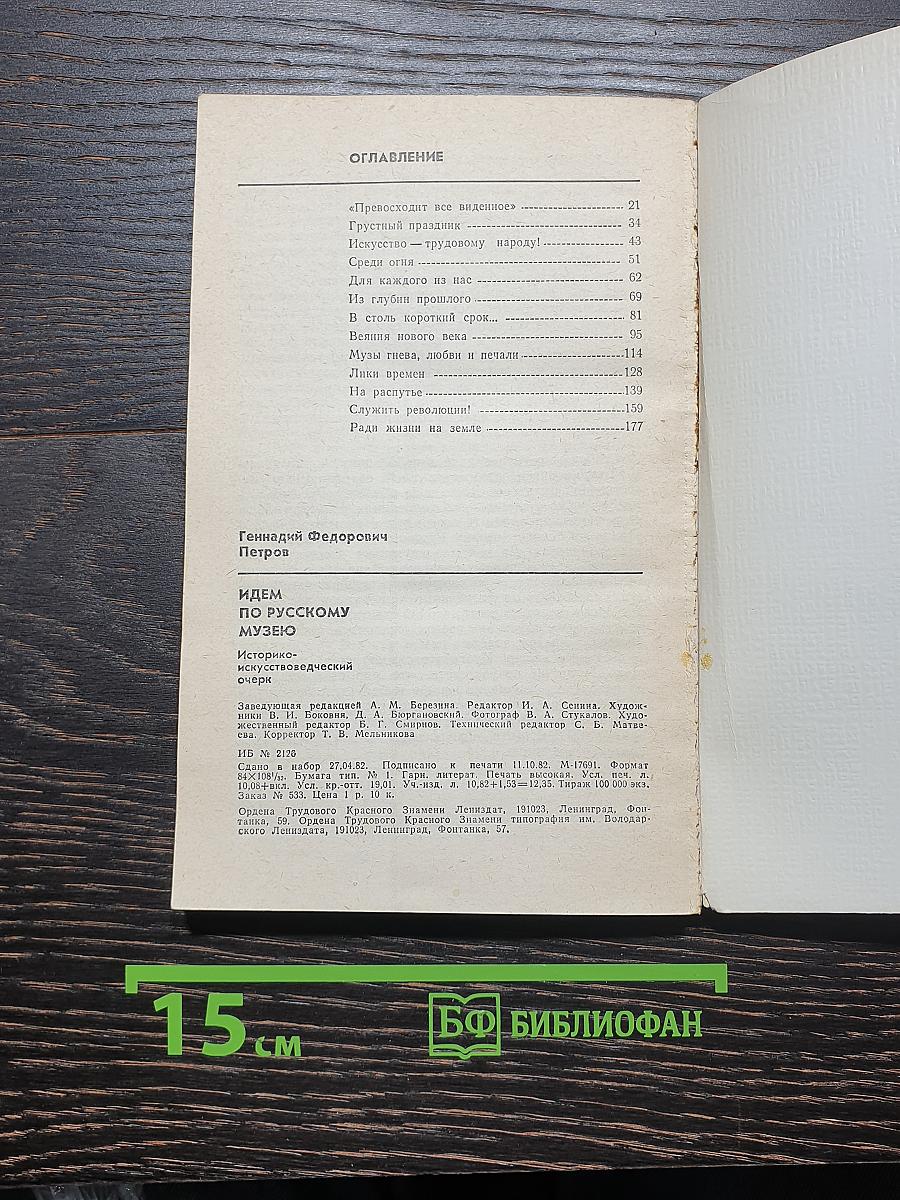 ОГЛАВЛЕНИЕ
«Превосходит все виденное» 21
Грустный праздник 34
Искусство — трудовому народу! 43
Среди огня 51
Для каждого из нас 62
Из глубин прошлого 69
В столь короткий срок... 81
Веяния нового века 95
Музы гнева, любви и печали 114
Лики времен 128
На распутье 139
Служить революции! 159
Ради жизни на земле 177
Геннадий Федорович
Петров
ИДЕМ
ПО РУССКОМУ
МУЗЕЮ
Историко-
искусствоведческий
очерк
Заведующая редакцией А. М. Березина. Редактор И. А. Сенина. Худож-
ники В. И. Боковня, Д. А. Бюргановский. Фотограф В. А. Стукалов. Худо-
жественный редактор Б. Г. Смирнов. Технический редактор С. Б. Матве-
ева. Корректор Т. В. Мельникова
ИБ № 2126
Сдано в набор 27.04.82. Подписано к печати 11.10.82. М-17691. Формат
84×108¹/₃₂. Бумага тип. № 1. Гарн. литерат. Печать высокая. Усл. печ. л.
10,08+вкл. Усл. кр.-отт. 19,01. Уч.-изд. л. 10,82+1,53=12,35. Тираж 100 000 экз.
Заказ № 533. Цена 1 р. 10 к.
Ордена Трудового Красного Знамени Лениздат, 191023, Ленинград, Фон-
танка, 59. Ордена Трудового Красного Знамени типография им. Володар-
ского Лениздата, 191023, Ленинград, Фонтанка, 57.
15 см
БФ БИБЛИОФАН